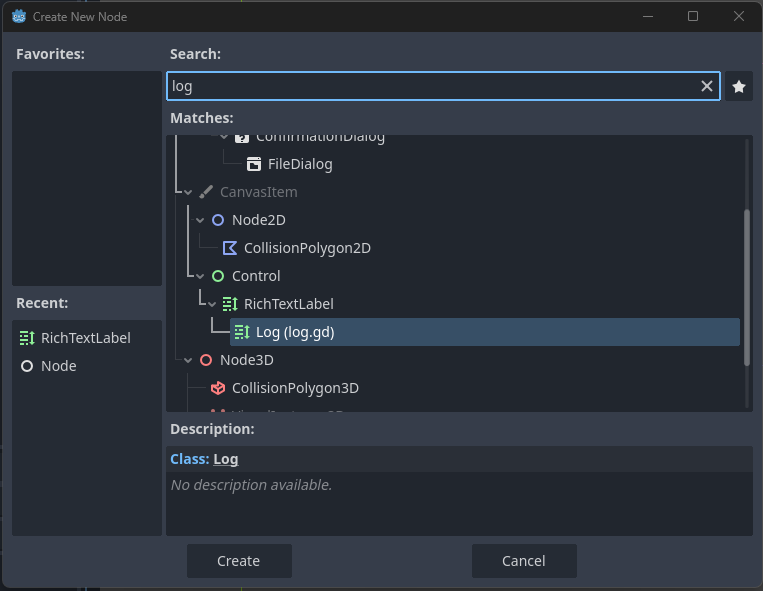 Create New Node
Favorites:
Search:
log
Matches:
ConfirmationDialog
FileDialog
CanvasItem
Node2D
CollisionPolygon2D
Control
RichTextLabel
Log (log.gd)
Node3D
CollisionPolygon3D
Recent:
RichTextLabel
Node
Description:
Class: Log
No description available.
Create
Cancel